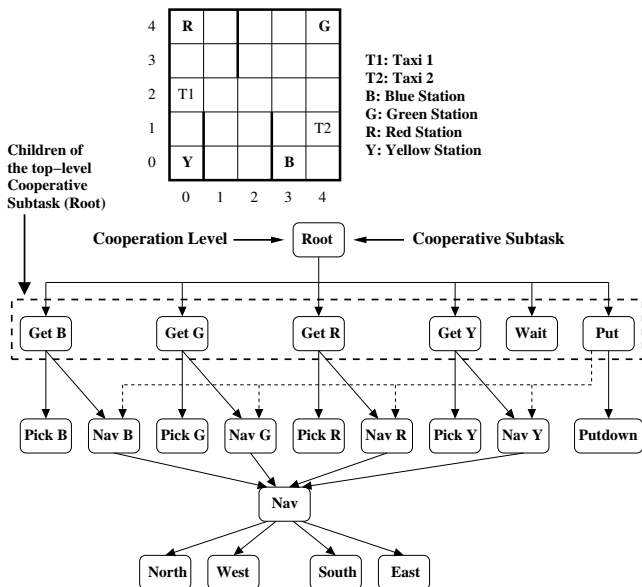 4 R G
3
2 T1
1 T2
0 Y B
0 1 2 3 4
T1: Taxi 1
T2: Taxi 2
B: Blue Station
G: Green Station
R: Red Station
Y: Yellow Station
Children of
the top-level
Cooperative
Subtask (Root)
Cooperation Level Root Cooperative Subtask
Get B Get G Get R Get Y Wait Put
Pick B Nav B Pick G Nav G Pick R Nav R Pick Y Nav Y Putdown
Nav
North West South East